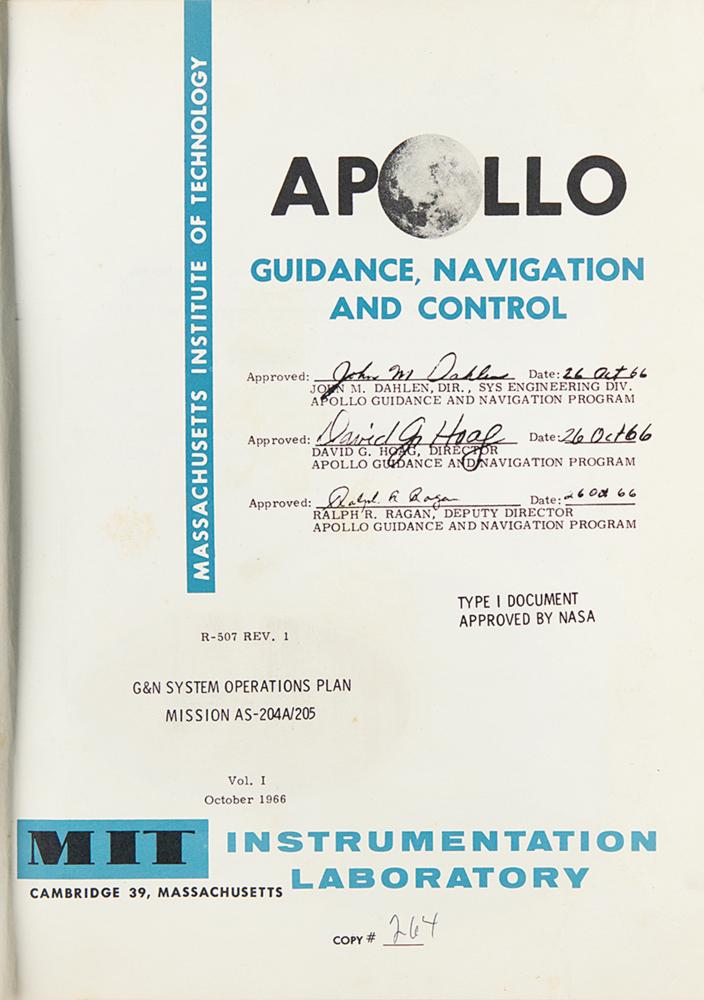 MASSACHUSETTS INSTITUTE OF TECHNOLOGY
APOLLO
GUIDANCE, NAVIGATION
AND CONTROL
Approved: John M Dahlen Date: 26 Oct 66
JOHN M. DAHLEN, DIR., SYS ENGINEERING DIV.
APOLLO GUIDANCE AND NAVIGATION PROGRAM
Approved: David G Hoag Date: 26 Oct 66
DAVID G. HOAG, DIRECTOR
APOLLO GUIDANCE AND NAVIGATION PROGRAM
Approved: Ralph R Ragan Date: 26 Oct 66
RALPH R. RAGAN, DEPUTY DIRECTOR
APOLLO GUIDANCE AND NAVIGATION PROGRAM
TYPE I DOCUMENT
APPROVED BY NASA
R-507 REV. 1
G&N SYSTEM OPERATIONS PLAN
MISSION AS-204A/205
Vol. I
October 1966
MIT INSTRUMENTATION
LABORATORY
CAMBRIDGE 39, MASSACHUSETTS
COPY # 264